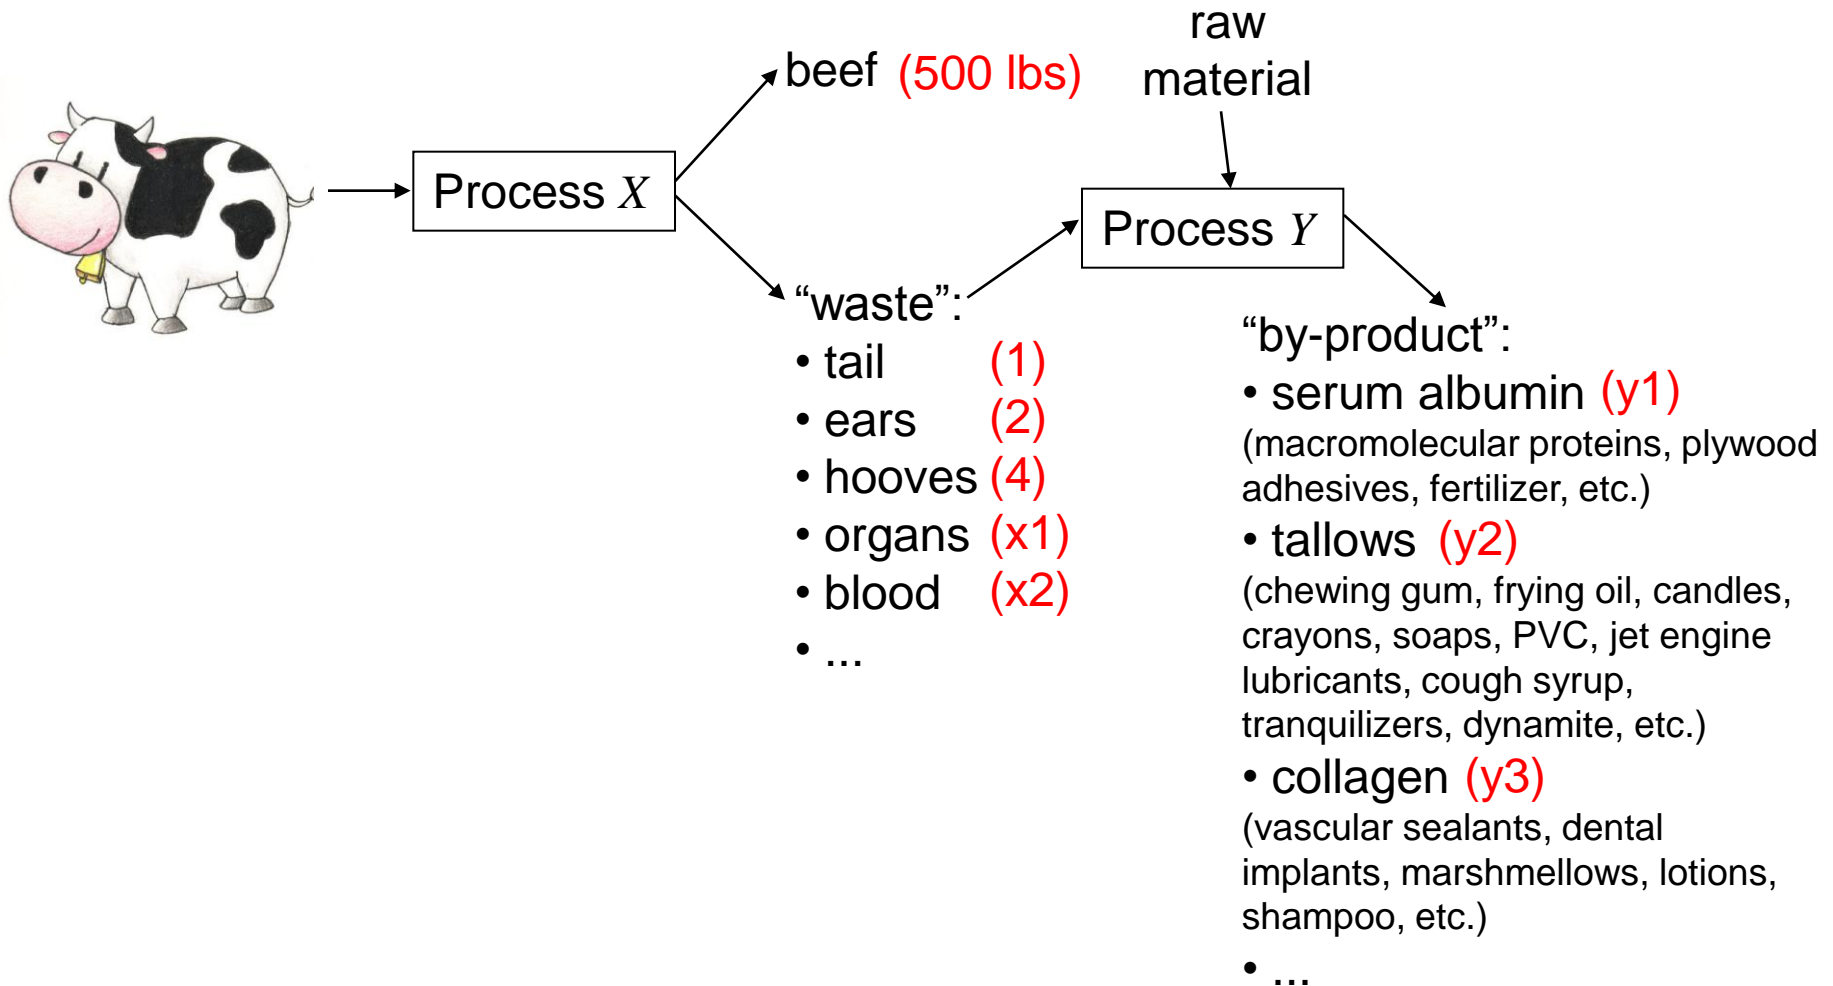 beef (500 lbs)
raw
material
Process X
Process Y
“waste”:
• tail (1)
• ears (2)
• hooves (4)
• organs (x1)
• blood (x2)
• ...
“by-product”:
• serum albumin (y1)
(macromolecular proteins, plywood
adhesives, fertilizer, etc.)
• tallows (y2)
(chewing gum, frying oil, candles,
crayons, soaps, PVC, jet engine
lubricants, cough syrup,
tranquilizers, dynamite, etc.)
• collagen (y3)
(vascular sealants, dental
implants, marshmellows, lotions,
shampoo, etc.)
• ...